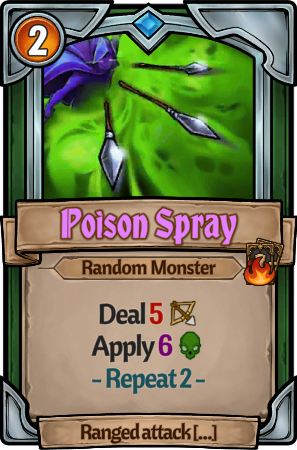 2
Poison Spray
Random Monster
Deal 5
Apply 6
- Repeat 2 -
Ranged attack [...]